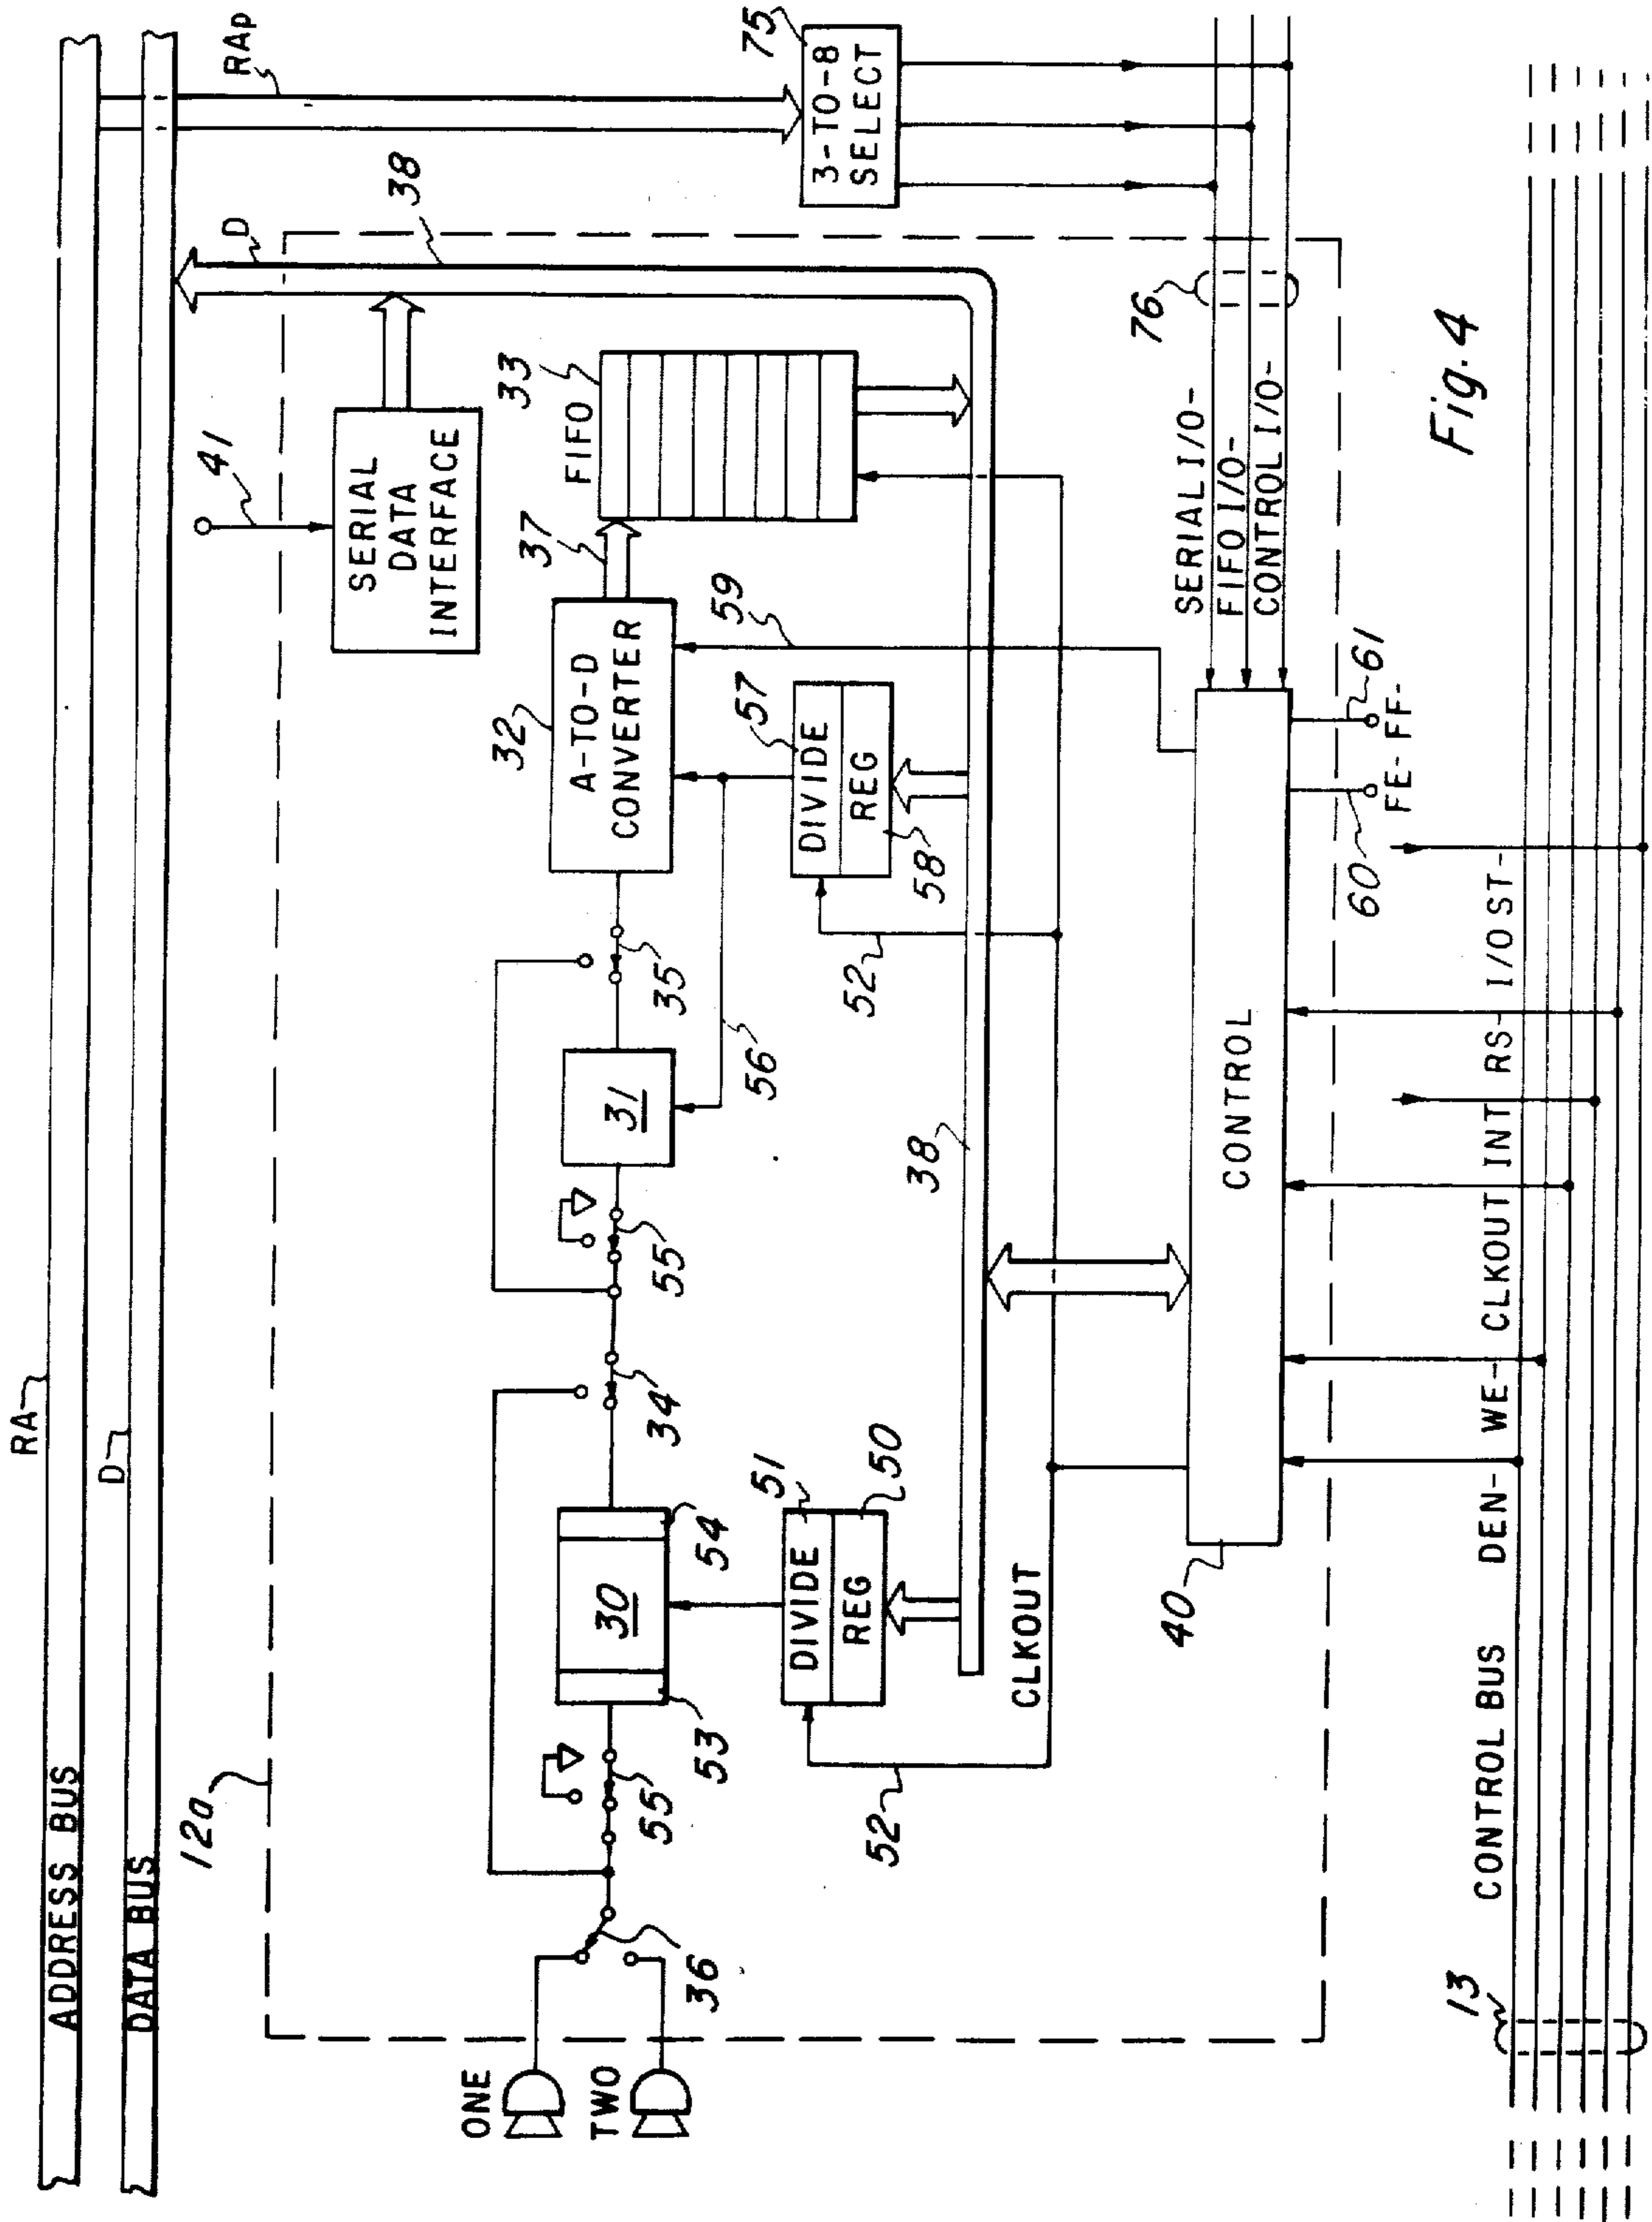 RA
ADDRESS BUS
D
DATA BUS
RAp
12a
D
38
41
SERIAL
DATA
INTERFACE
75
3-TO-8
SELECT
ONE
TWO
36
55
53
30
54
34
55
31
35
56
32
A-TO-D
CONVERTER
37
FIFO
33
59
51
DIVIDE
REG
50
52
57
DIVIDE
REG
58
52
38
CLKOUT
76
SERIAL I/O-
FIFO I/O-
CONTROL I/O-
40
CONTROL
60
61
FE-
FF-
CONTROL BUS
DEN-
WE-
CLKOUT
INT
RS-
I/O ST-
13
Fig.4